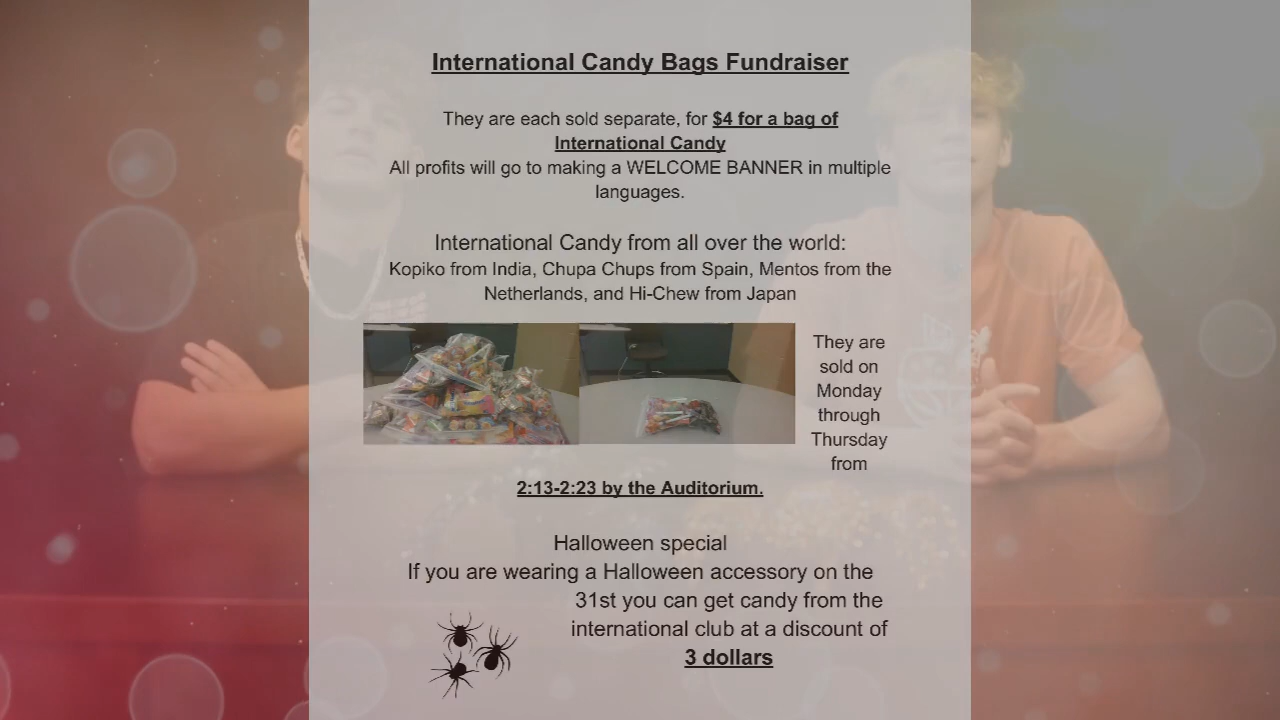 International Candy Bags Fundraiser
They are each sold separate, for $4 for a bag of
International Candy
All profits will go to making a WELCOME BANNER in multiple
languages.
International Candy from all over the world:
Kopiko from India, Chupa Chups from Spain, Mentos from the
Netherlands, and Hi-Chew from Japan
They are
sold on
Monday
through
Thursday
from
2:13-2:23 by the Auditorium.
Halloween special
If you are wearing a Halloween accessory on the
31st you can get candy from the
international club at a discount of
3 dollars